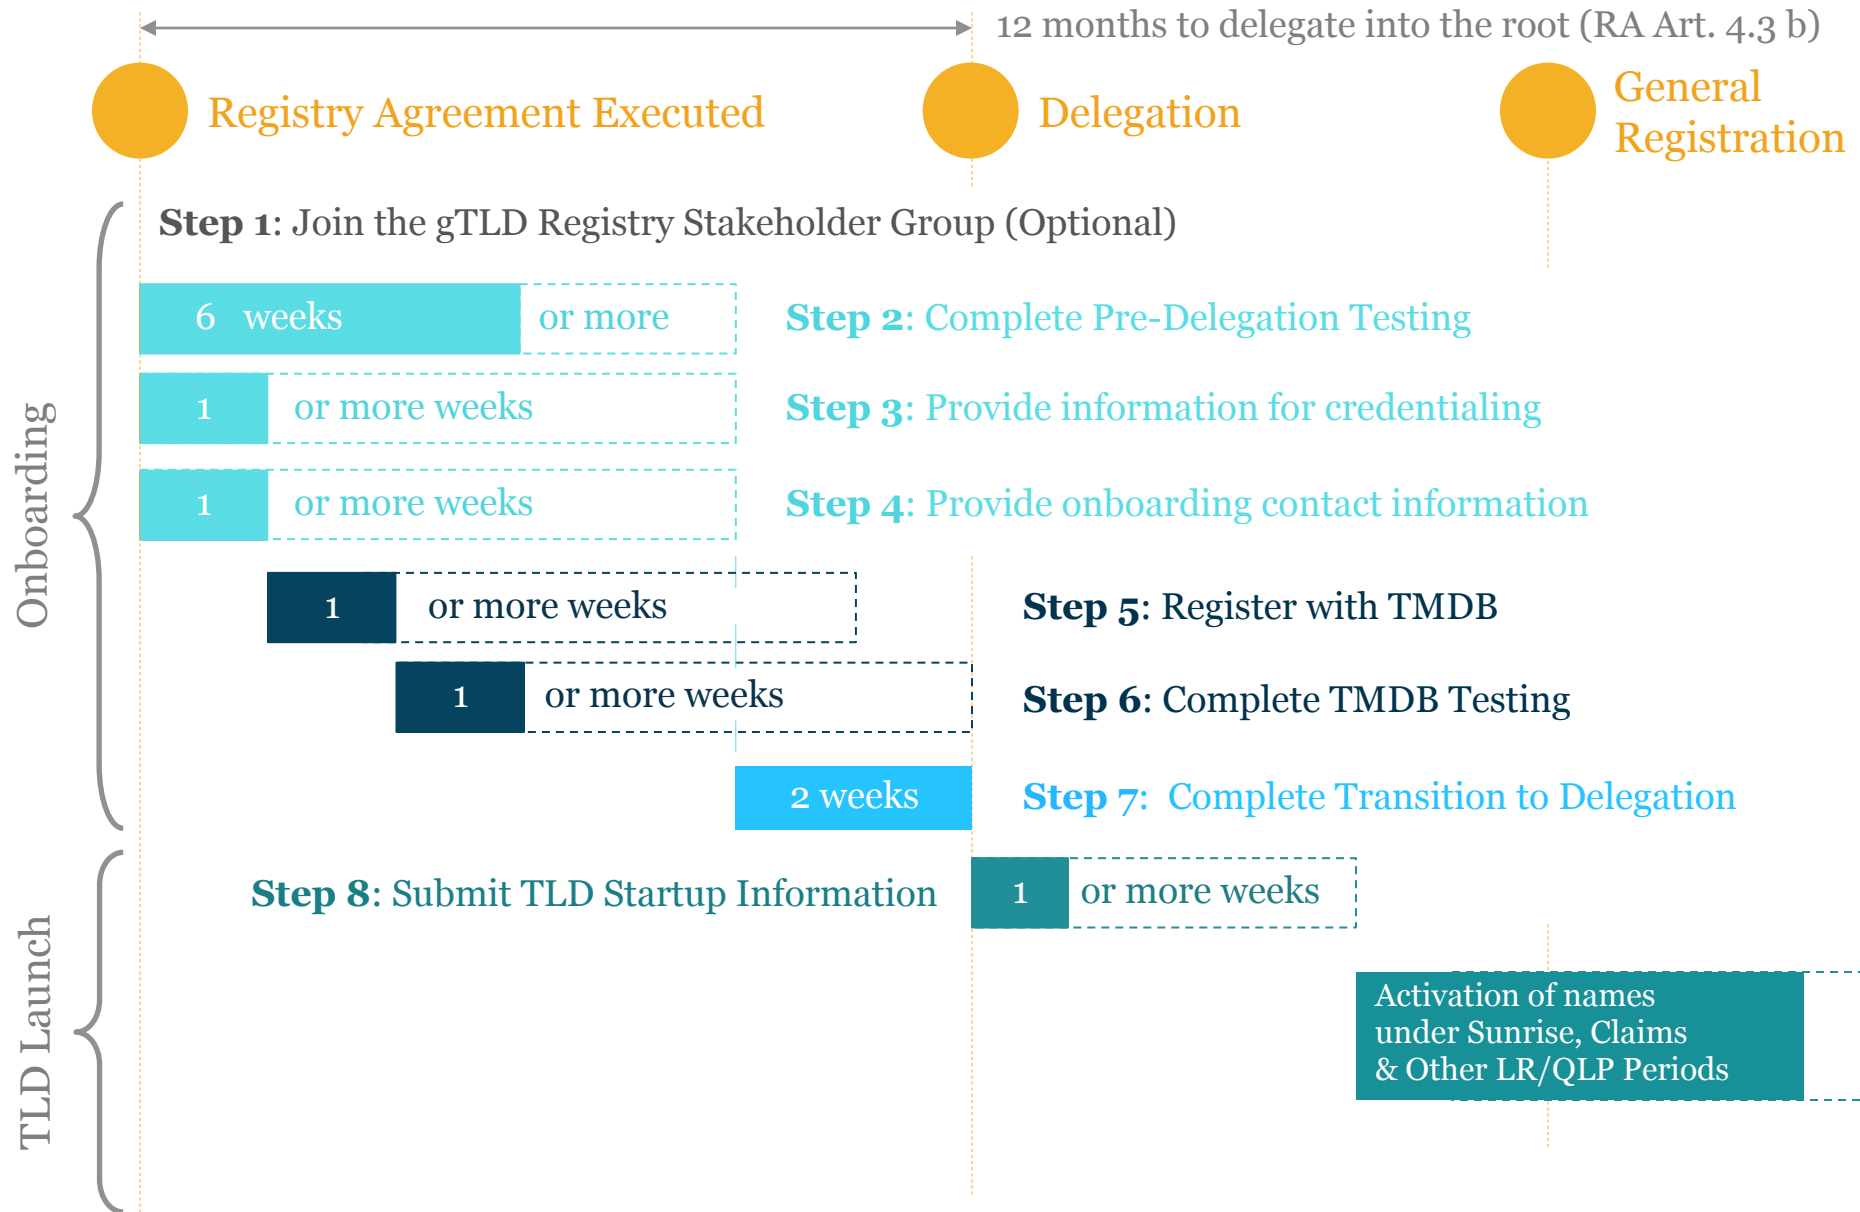 12 months to delegate into the root (RA Art. 4.3 b)
Registry Agreement Executed
Delegation
General
Registration
Onboarding
Step 1: Join the gTLD Registry Stakeholder Group (Optional)
6 weeks or more
Step 2: Complete Pre-Delegation Testing
1 or more weeks
Step 3: Provide information for credentialing
1 or more weeks
Step 4: Provide onboarding contact information
1 or more weeks
Step 5: Register with TMDB
1 or more weeks
Step 6: Complete TMDB Testing
2 weeks
Step 7: Complete Transition to Delegation
TLD Launch
Step 8: Submit TLD Startup Information
1 or more weeks
Activation of names
under Sunrise, Claims
& Other LR/QLP Periods